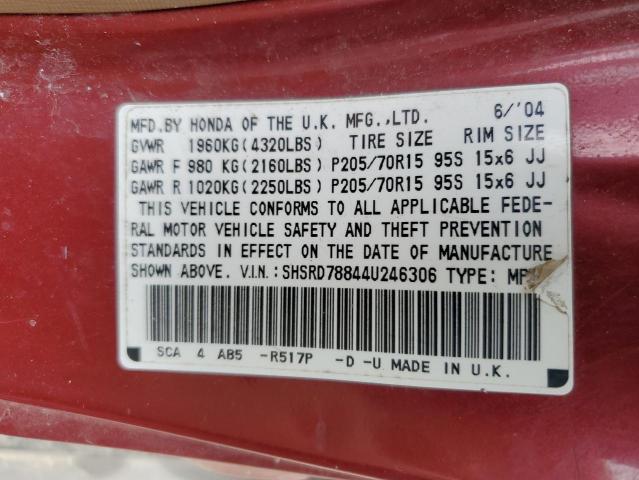 MFD.BY HONDA OF THE U.K. MFG.,LTD. 6/'04
GVWR 1960KG(4320LBS) TIRE SIZE RIM SIZE
GAWR F 980 KG(2160LBS) P205/70R15 95S 15x6 JJ
GAWR R 1020KG(2250LBS) P205/70R15 95S 15x6 JJ
THIS VEHICLE CONFORMS TO ALL APPLICABLE FEDE-
RAL MOTOR VEHICLE SAFETY AND THEFT PREVENTION
STANDARDS IN EFFECT ON THE DATE OF MANUFACTURE
SHOWN ABOVE. V.I.N.:SHSRD78844U246306 TYPE:
SCA 4 AB5 -R517P -D -U MADE IN U.K.